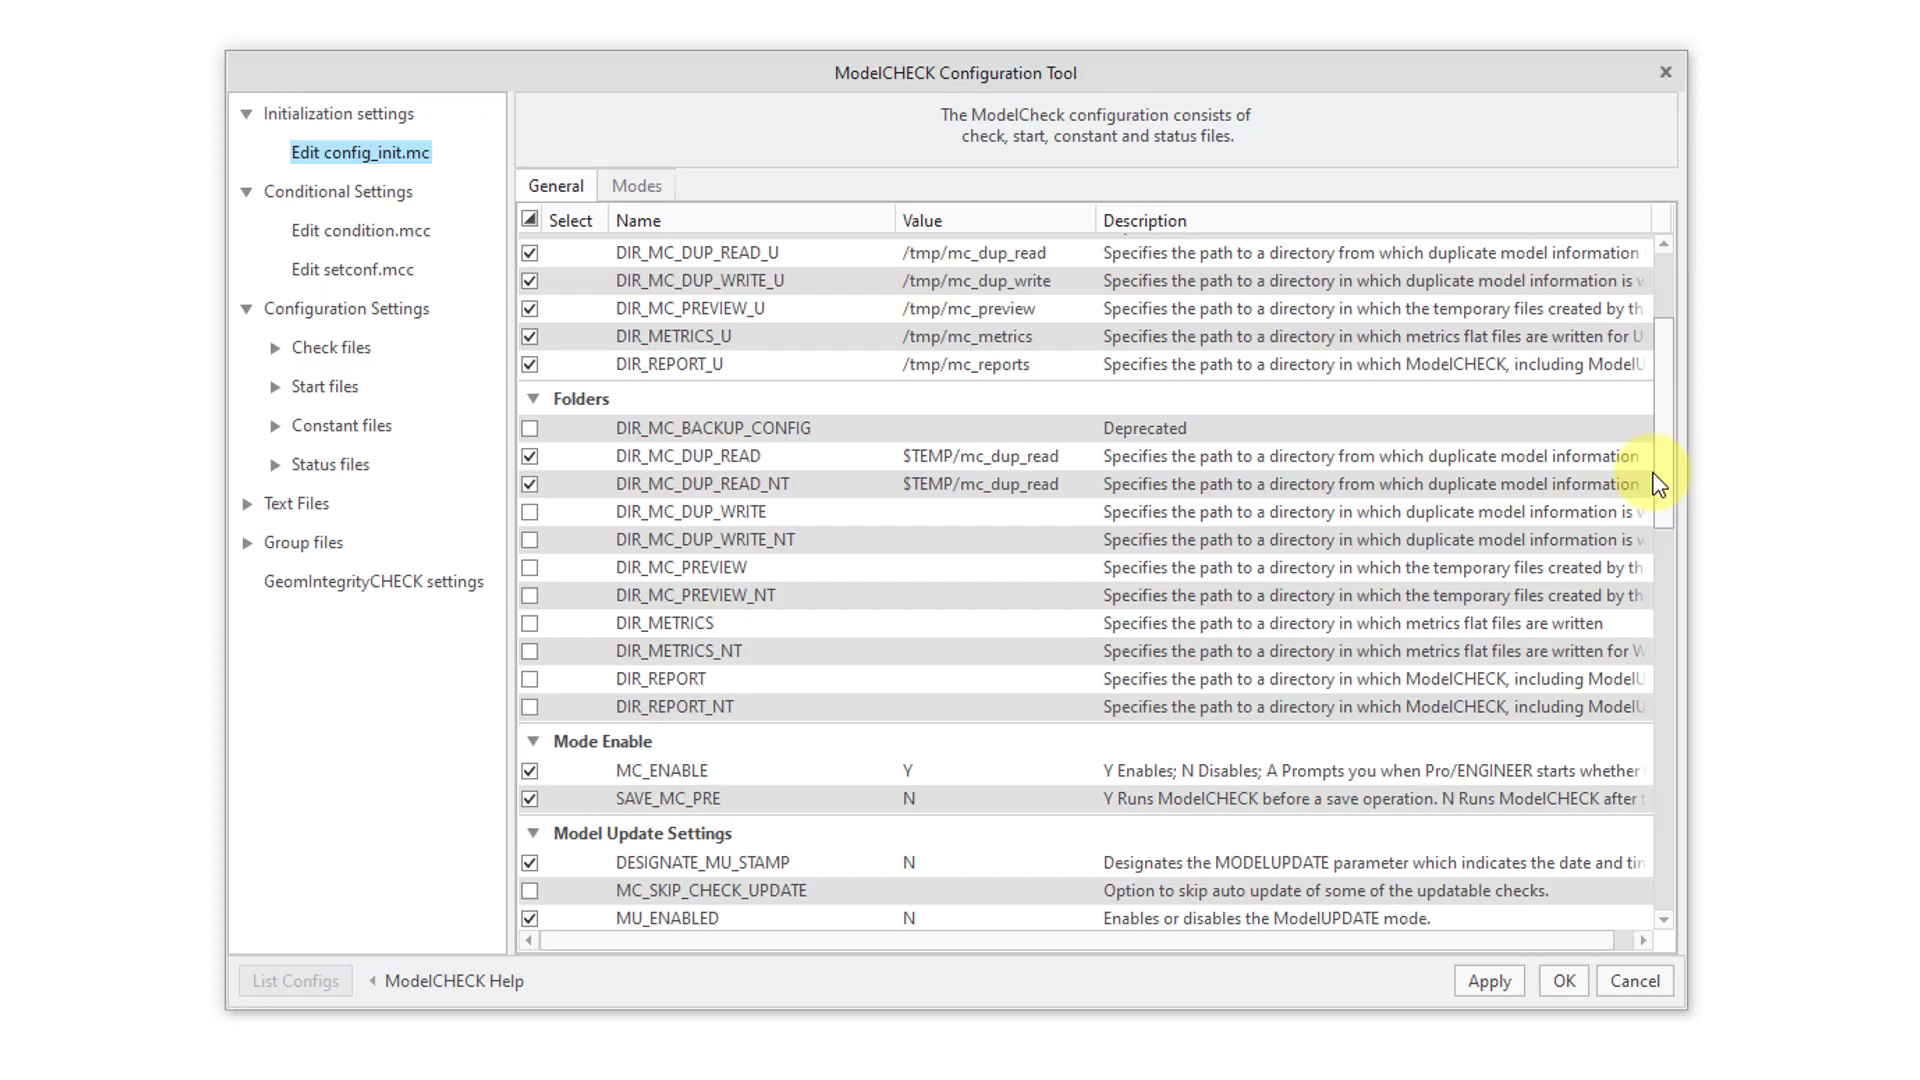 ModelCHECK Configuration Tool
Initialization settings
Edit config_init.mc
Conditional Settings
Edit condition.mcc
Edit setconf.mcc
Configuration Settings
Check files
Start files
Constant files
Status files
Text Files
Group files
GeomIntegrityCHECK settings
The ModelCheck configuration consists of
check, start, constant and status files.
General Modes
Select Name Value Description
DIR_MC_DUP_READ_U /tmp/mc_dup_read Specifies the path to a directory from which duplicate model information
DIR_MC_DUP_WRITE_U /tmp/mc_dup_write Specifies the path to a directory in which duplicate model information is
DIR_MC_PREVIEW_U /tmp/mc_preview Specifies the path to a directory in which the temporary files created by th
DIR_METRICS_U /tmp/mc_metrics Specifies the path to a directory in which metrics flat files are written for U
DIR_REPORT_U /tmp/mc_reports Specifies the path to a directory in which ModelCHECK, including ModelU
Folders
DIR_MC_BACKUP_CONFIG Deprecated
DIR_MC_DUP_READ $TEMP/mc_dup_read Specifies the path to a directory from which duplicate model information
DIR_MC_DUP_READ_NT $TEMP/mc_dup_read Specifies the path to a directory from which duplicate model information
DIR_MC_DUP_WRITE Specifies the path to a directory in which duplicate model information is
DIR_MC_DUP_WRITE_NT Specifies the path to a directory in which duplicate model information is
DIR_MC_PREVIEW Specifies the path to a directory in which the temporary files created by th
DIR_MC_PREVIEW_NT Specifies the path to a directory in which the temporary files created by th
DIR_METRICS Specifies the path to a directory in which metrics flat files are written
DIR_METRICS_NT Specifies the path to a directory in which metrics flat files are written for W
DIR_REPORT Specifies the path to a directory in which ModelCHECK, including ModelU
DIR_REPORT_NT Specifies the path to a directory in which ModelCHECK, including ModelU
Mode Enable
MC_ENABLE Y Y Enables; N Disables; A Prompts you when Pro/ENGINEER starts whether
SAVE_MC_PRE N Y Runs ModelCHECK before a save operation. N Runs ModelCHECK after
Model Update Settings
DESIGNATE_MU_STAMP N Designates the MODELUPDATE parameter which indicates the date and tin
MC_SKIP_CHECK_UPDATE Option to skip auto update of some of the updatable checks.
MU_ENABLED N Enables or disables the ModelUPDATE mode.
List Configs ModelCHECK Help Apply OK Cancel